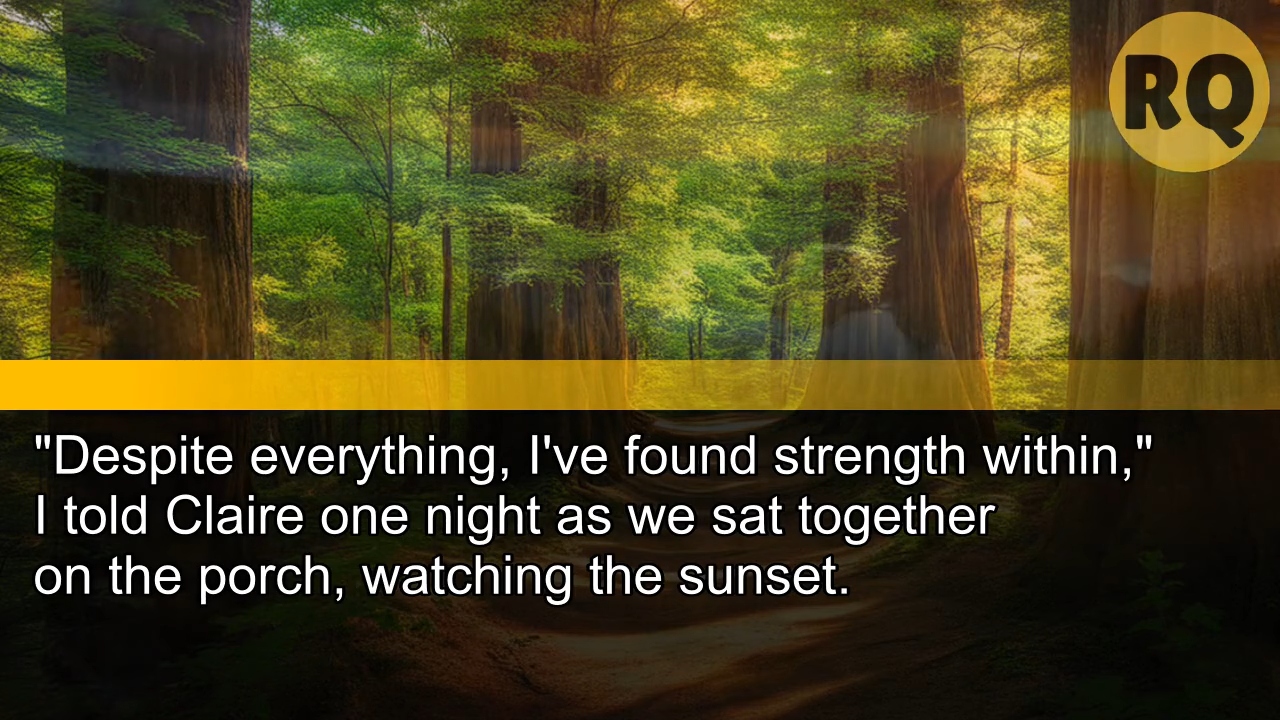 RQ
"Despite everything, I've found strength within,"
I told Claire one night as we sat together
on the porch, watching the sunset.